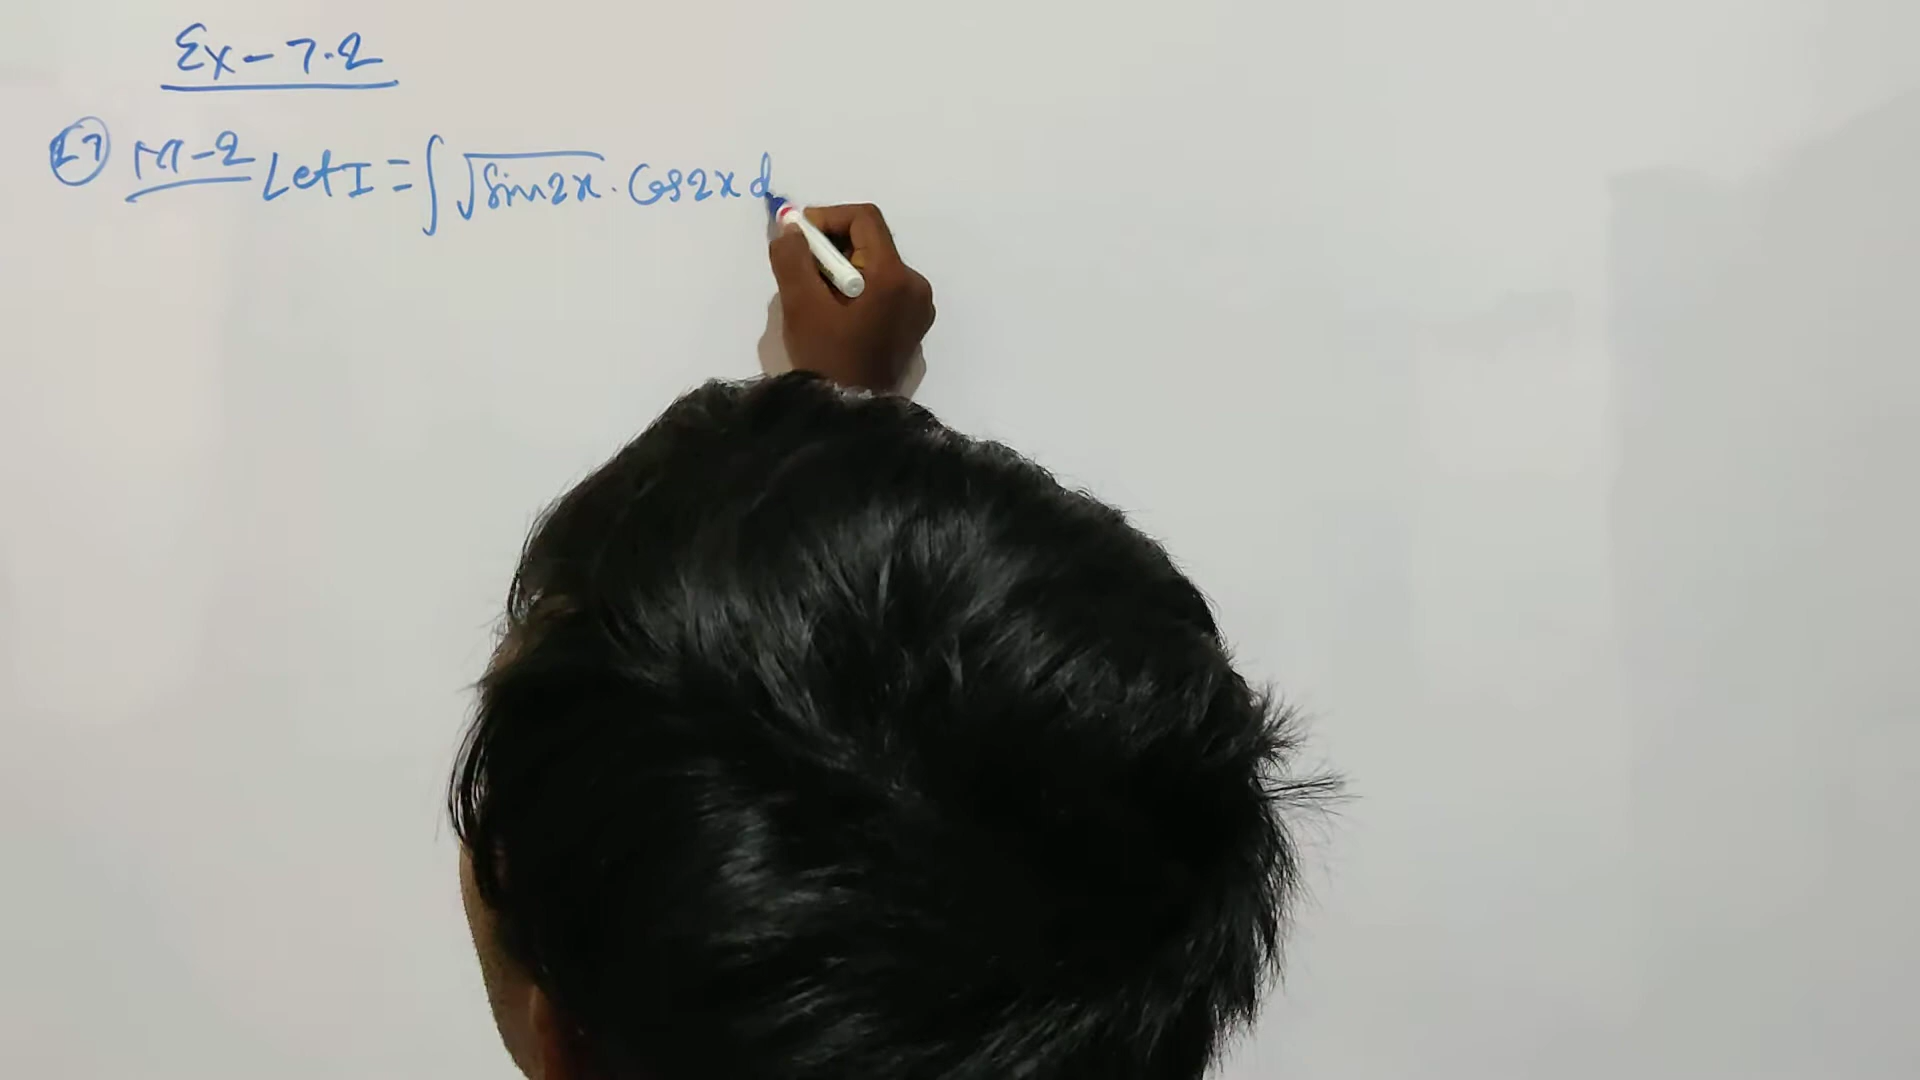 Ex-7.2
27 M-2 Let I = ∫ √sin2x . Cos2x d